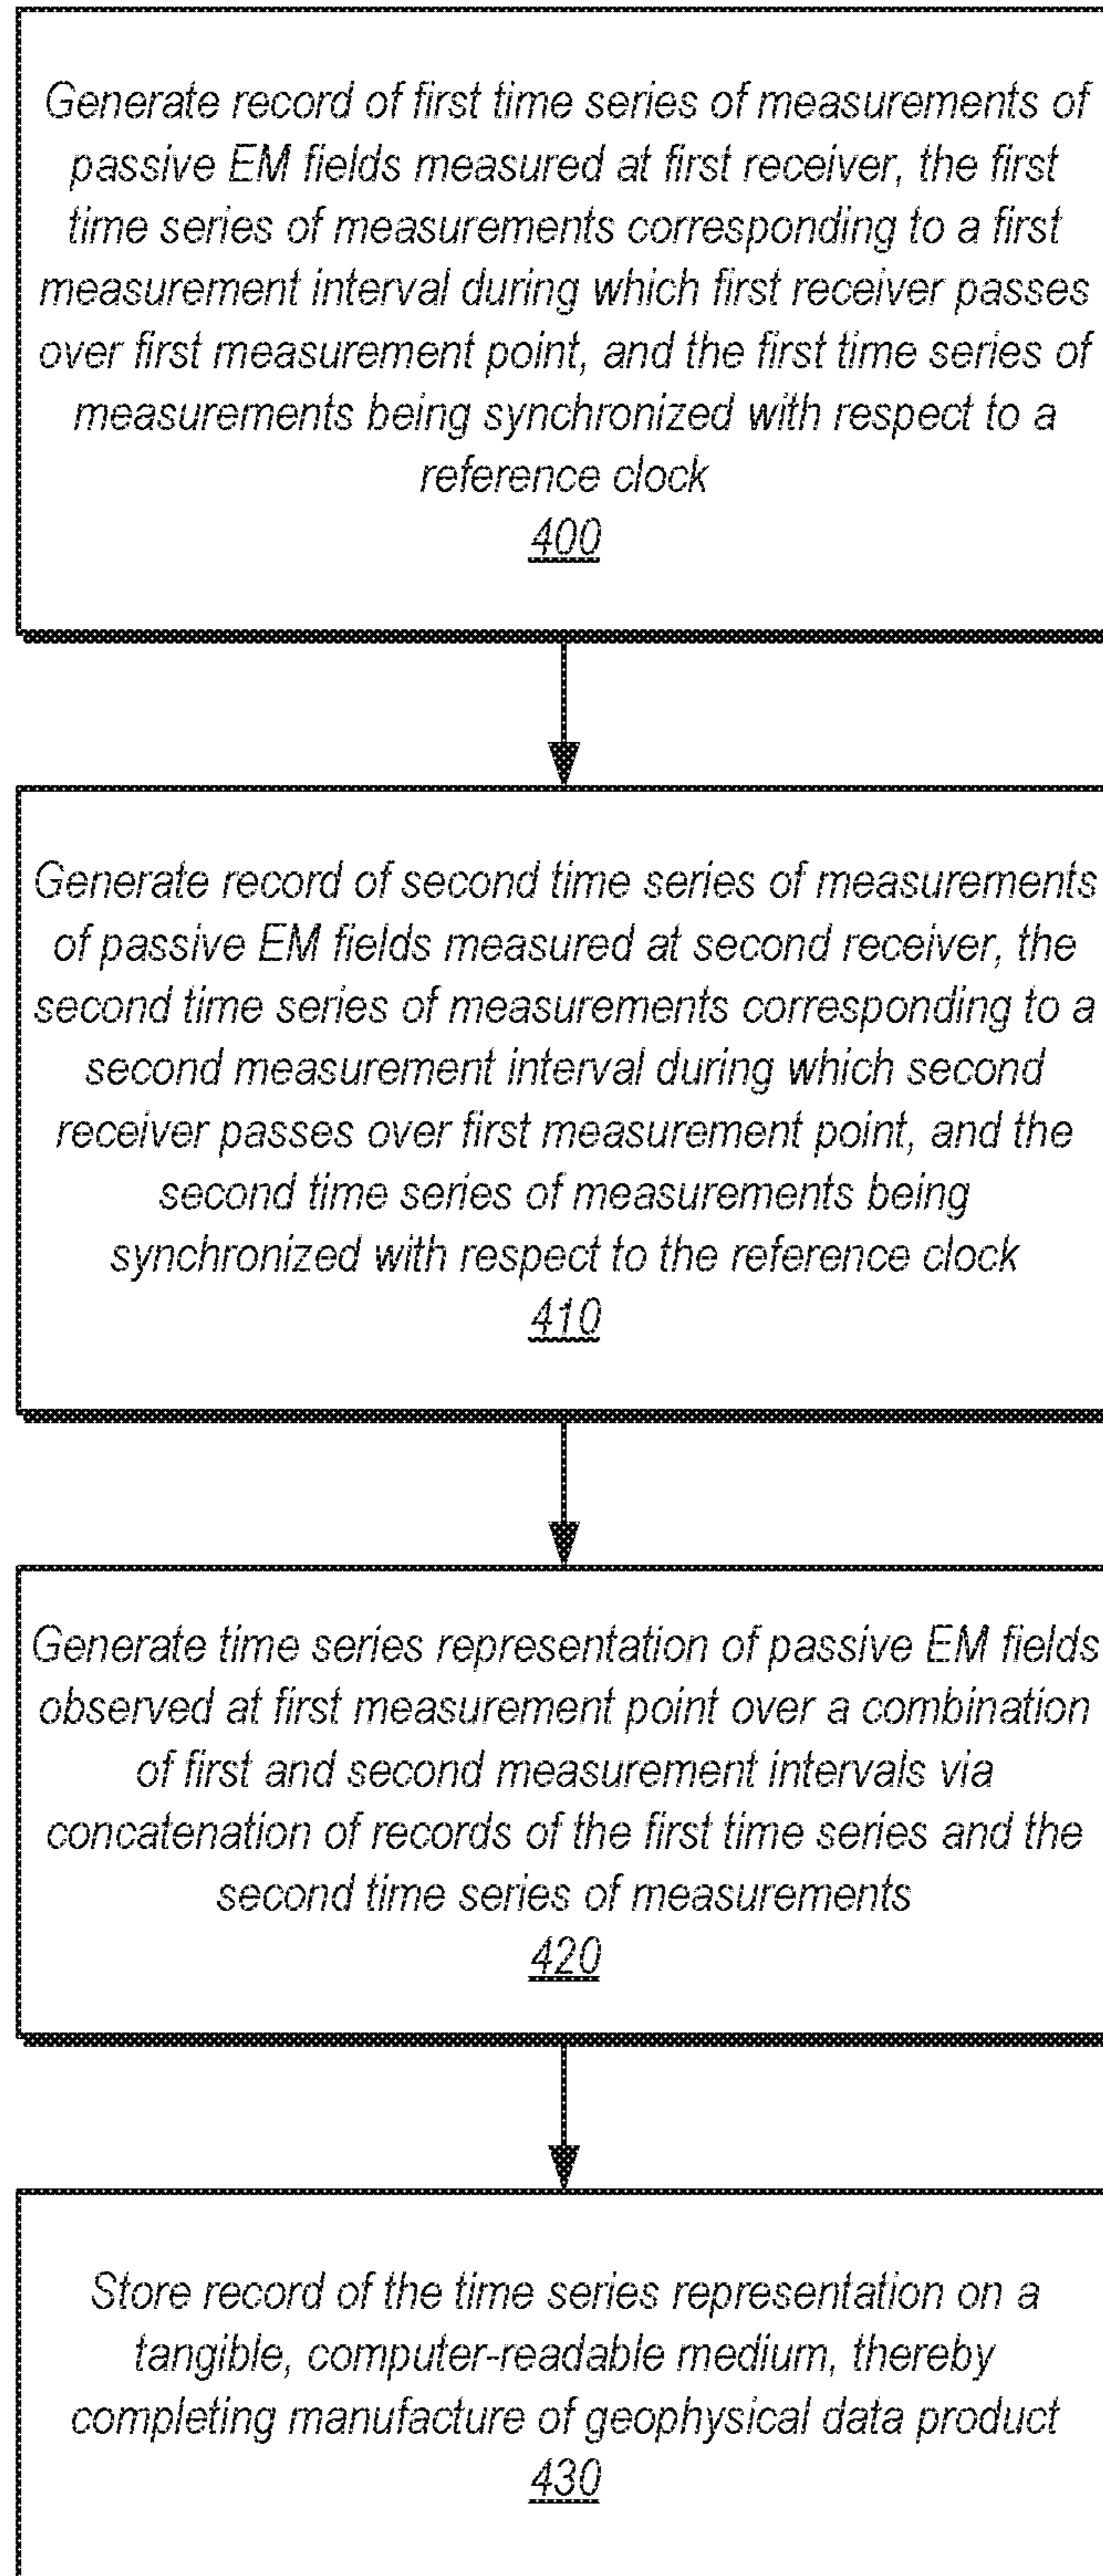 Generate record of first time series of measurements of
passive EM fields measured at first receiver, the first
time series of measurements corresponding to a first
measurement interval during which first receiver passes
over first measurement point, and the first time series of
measurements being synchronized with respect to a
reference clock
400
Generate record of second time series of measurements
of passive EM fields measured at second receiver, the
second time series of measurements corresponding to a
second measurement interval during which second
receiver passes over first measurement point, and the
second time series of measurements being
synchronized with respect to the reference clock
410
Generate time series representation of passive EM fields
observed at first measurement point over a combination
of first and second measurement intervals via
concatenation of records of the first time series and the
second time series of measurements
420
Store record of the time series representation on a
tangible, computer-readable medium, thereby
completing manufacture of geophysical data product
430